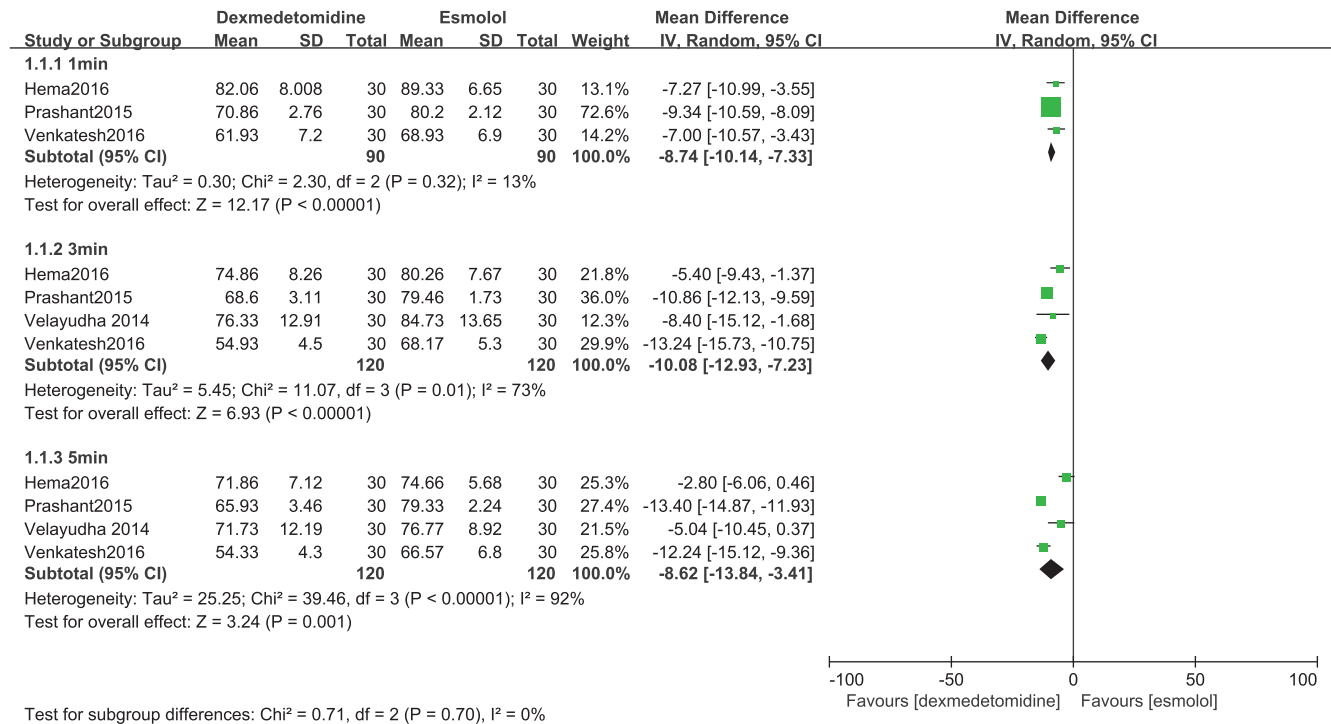 Dexmedetomidine Esmolol Mean Difference Mean Difference
Study or Subgroup Mean SD Total Mean SD Total Weight IV, Random, 95% CI IV, Random, 95% CI
1.1.1 1min
Hema2016 82.06 8.008 30 89.33 6.65 30 13.1% -7.27 [-10.99, -3.55]
Prashant2015 70.86 2.76 30 80.2 2.12 30 72.6% -9.34 [-10.59, -8.09]
Venkatesh2016 61.93 7.2 30 68.93 6.9 30 14.2% -7.00 [-10.57, -3.43]
Subtotal (95% CI) 90 90 100.0% -8.74 [-10.14, -7.33]
Heterogeneity: Tau² = 0.30; Chi² = 2.30, df = 2 (P = 0.32); I² = 13%
Test for overall effect: Z = 12.17 (P < 0.00001)
1.1.2 3min
Hema2016 74.86 8.26 30 80.26 7.67 30 21.8% -5.40 [-9.43, -1.37]
Prashant2015 68.6 3.11 30 79.46 1.73 30 36.0% -10.86 [-12.13, -9.59]
Velayudha 2014 76.33 12.91 30 84.73 13.65 30 12.3% -8.40 [-15.12, -1.68]
Venkatesh2016 54.93 4.5 30 68.17 5.3 30 29.9% -13.24 [-15.73, -10.75]
Subtotal (95% CI) 120 120 100.0% -10.08 [-12.93, -7.23]
Heterogeneity: Tau² = 5.45; Chi² = 11.07, df = 3 (P = 0.01); I² = 73%
Test for overall effect: Z = 6.93 (P < 0.00001)
1.1.3 5min
Hema2016 71.86 7.12 30 74.66 5.68 30 25.3% -2.80 [-6.06, 0.46]
Prashant2015 65.93 3.46 30 79.33 2.24 30 27.4% -13.40 [-14.87, -11.93]
Velayudha 2014 71.73 12.19 30 76.77 8.92 30 21.5% -5.04 [-10.45, 0.37]
Venkatesh2016 54.33 4.3 30 66.57 6.8 30 25.8% -12.24 [-15.12, -9.36]
Subtotal (95% CI) 120 120 100.0% -8.62 [-13.84, -3.41]
Heterogeneity: Tau² = 25.25; Chi² = 39.46, df = 3 (P < 0.00001); I² = 92%
Test for overall effect: Z = 3.24 (P = 0.001)
-100 -50 0 50 100
Favours [dexmedetomidine] Favours [esmolol]
Test for subgroup differences: Chi² = 0.71, df = 2 (P = 0.70), I² = 0%